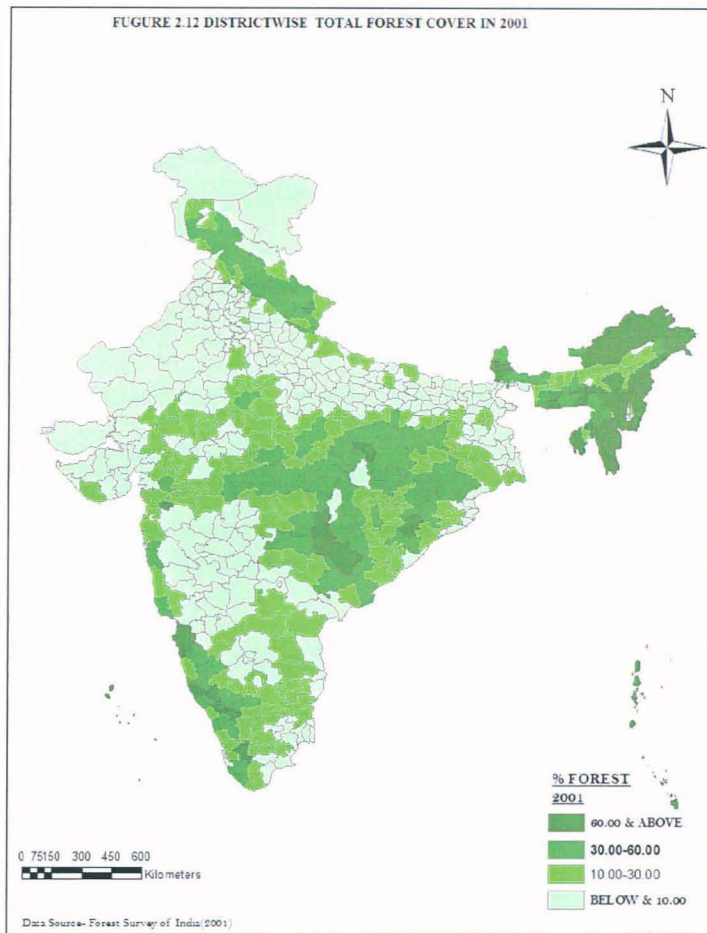 FUGURE 2.12 DISTRICTWISE TOTAL FOREST COVER IN 2001
N
% FOREST
2001
60.00 & ABOVE
30.00-60.00
10.00-30.00
BELOW & 10.00
0 75150 300 450 600
Kilometers
Data Source- Forest Survey of India(2001)